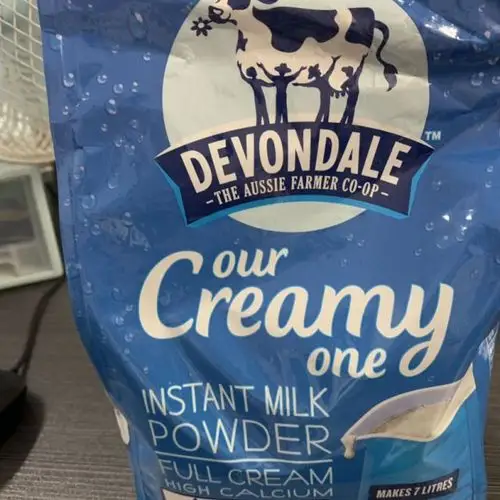 DEVONDALE
-THE AUSSIE FARMER CO-OP-
™
our
Creamy
one
INSTANT MILK
POWDER
FULL CREAM
HIGH CALCIUM
MAKES 7 LITRES